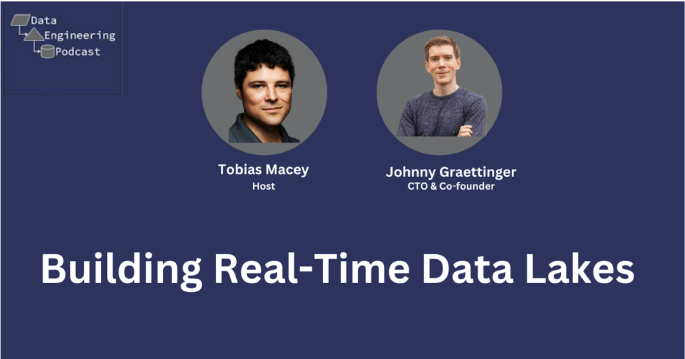 Data
Engineering
Podcast
Tobias Macey
Host
Johnny Graettinger
CTO & Co-founder
Building Real-Time Data Lakes